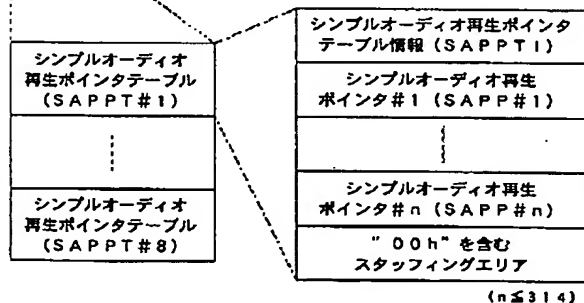 シンプルオーディオ
再生ポインタテーブル
(SAPPT#1)
シンプルオーディオ
再生ポインタテーブル
(SAPPT#8)
シンプルオーディオ再生ポインタ
テーブル情報 (SAPPTI)
シンプルオーディオ再生
ポインタ#1 (SAPP#1)
シンプルオーディオ再生
ポインタ#n (SAPP#n)
"00h"を含む
スタッフィングエリア
(n≦314)